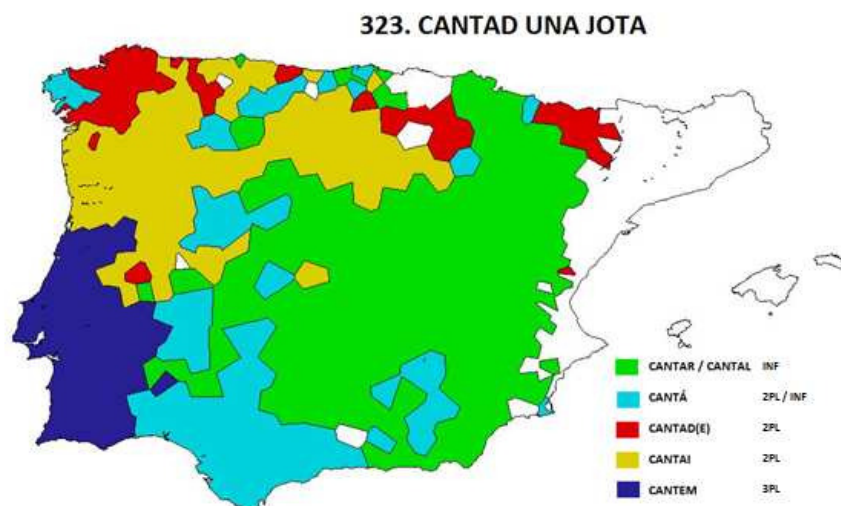 323. CANTAD UNA JOTA
CANTAR / CANTAL INF
CANTÁ 2PL / INF
CANTAD(E) 2PL
CANTAI 2PL
CANTEM 3PL